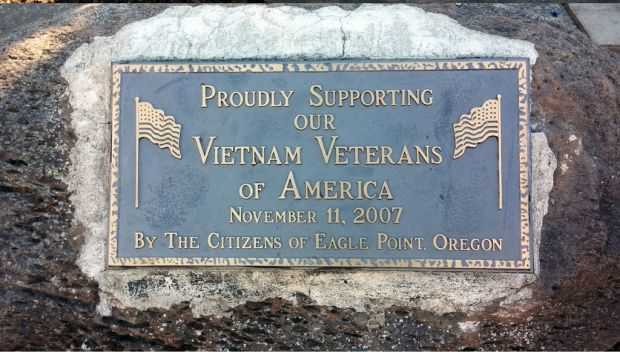 Proudly Supporting
our
Vietnam Veterans
of America
November 11, 2007
By The Citizens of Eagle Point, Oregon